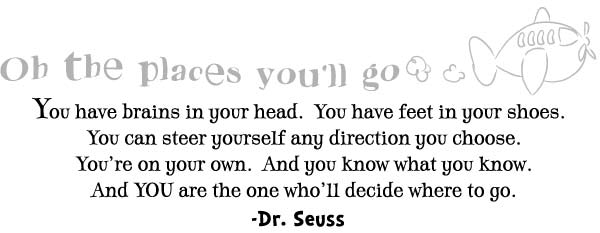 Oh the places you'll go
You have brains in your head. You have feet in your shoes.
You can steer yourself any direction you choose.
You're on your own. And you know what you know.
And YOU are the one who'll decide where to go.
-Dr. Seuss